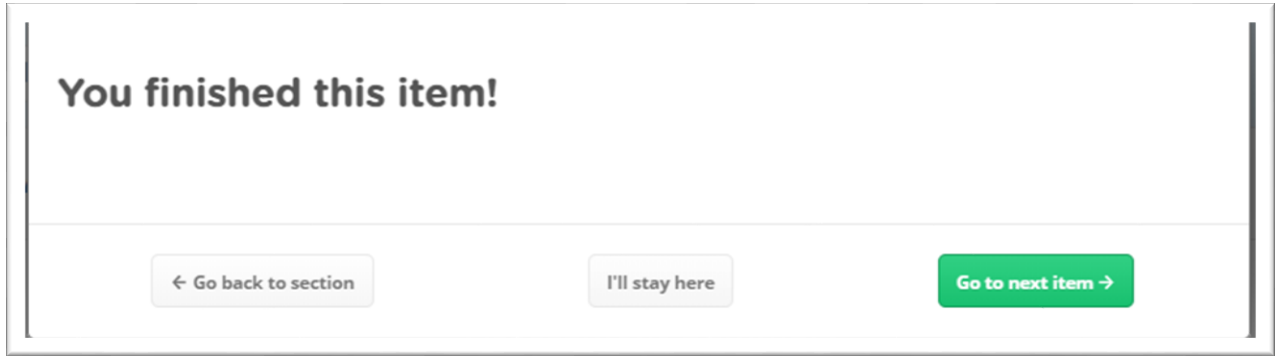 You finished this item!
← Go back to section
I'll stay here
Go to next item →